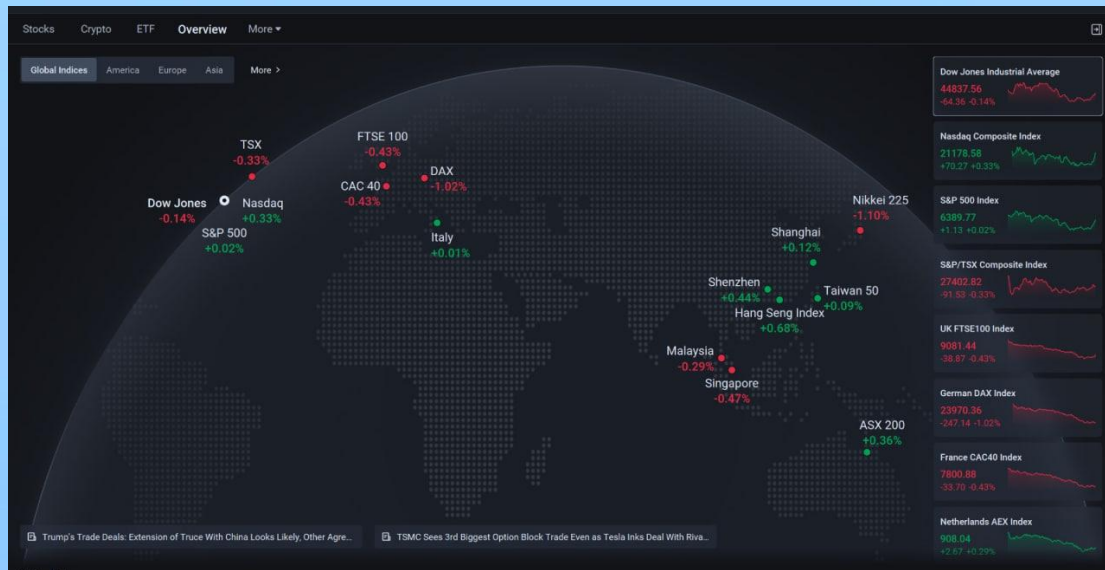 Stocks Crypto ETF Overview More
Global Indices America Europe Asia More >
TSX
-0.33%
FTSE 100
-0.43%
DAX
-1.02%
CAC 40
-0.43%
Dow Jones
-0.14%
Nasdaq
+0.33%
S&P 500
+0.02%
Italy
+0.01%
Nikkei 225
-1.10%
Shanghai
+0.12%
Shenzhen
+0.44%
Taiwan 50
+0.09%
Hang Seng Index
+0.68%
Malaysia
-0.29%
Singapore
-0.47%
ASX 200
+0.36%
Trump's Trade Deals: Extension of Truce With China Looks Likely, Other Agre...
TSMC Sees 3rd Biggest Option Block Trade Even as Tesla Inks Deal With Riva...
Dow Jones Industrial Average
44837.56
-64.36 -0.14%
Nasdaq Composite Index
21178.58
+70.27 +0.33%
S&P 500 Index
6389.77
+1.13 +0.02%
S&P/TSX Composite Index
27402.82
-91.53 -0.33%
UK FTSE100 Index
9081.44
-38.87 -0.43%
German DAX Index
23970.36
-247.14 -1.02%
France CAC40 Index
7800.88
-33.70 -0.43%
Netherlands AEX Index
908.04
+2.67 +0.29%